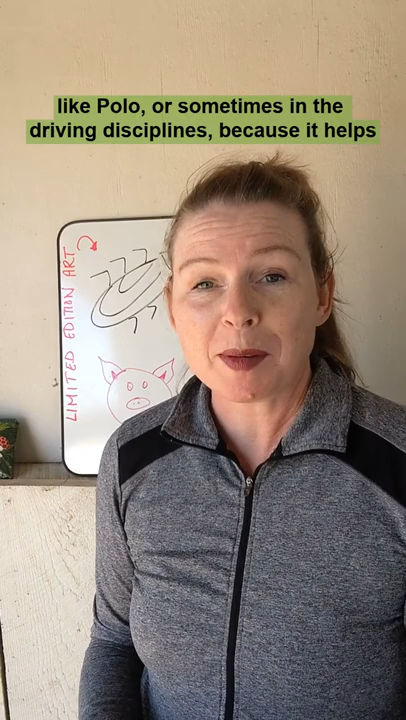 like Polo, or sometimes in the
driving disciplines, because it helps
LIMITED EDITION ART